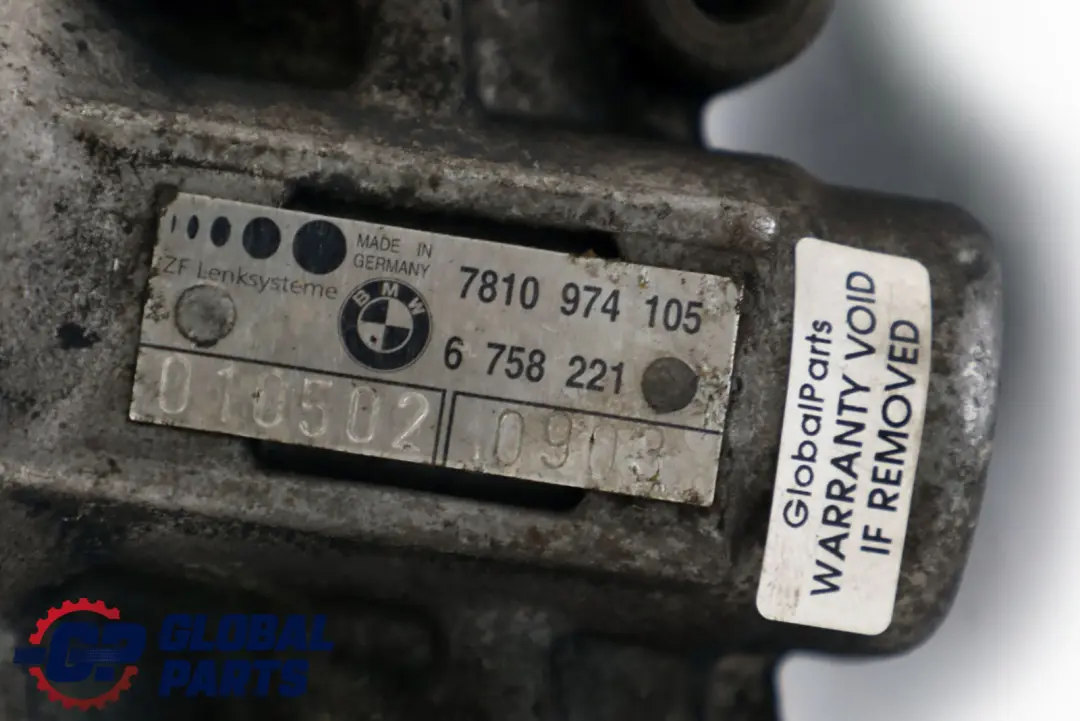 MADE IN
GERMANY
ZF Lenksysteme
BMW
7810 974 105
6 758 221
010502
0903
GlobalParts
WARRANTY VOID
IF REMOVED
GP GLOBAL
PARTS